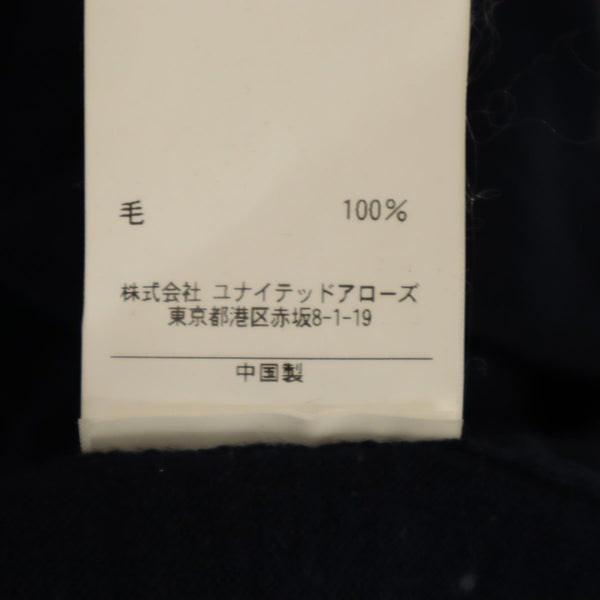 毛 100%
株式会社 ユナイテッドアローズ
東京都港区赤坂8-1-19
中国製